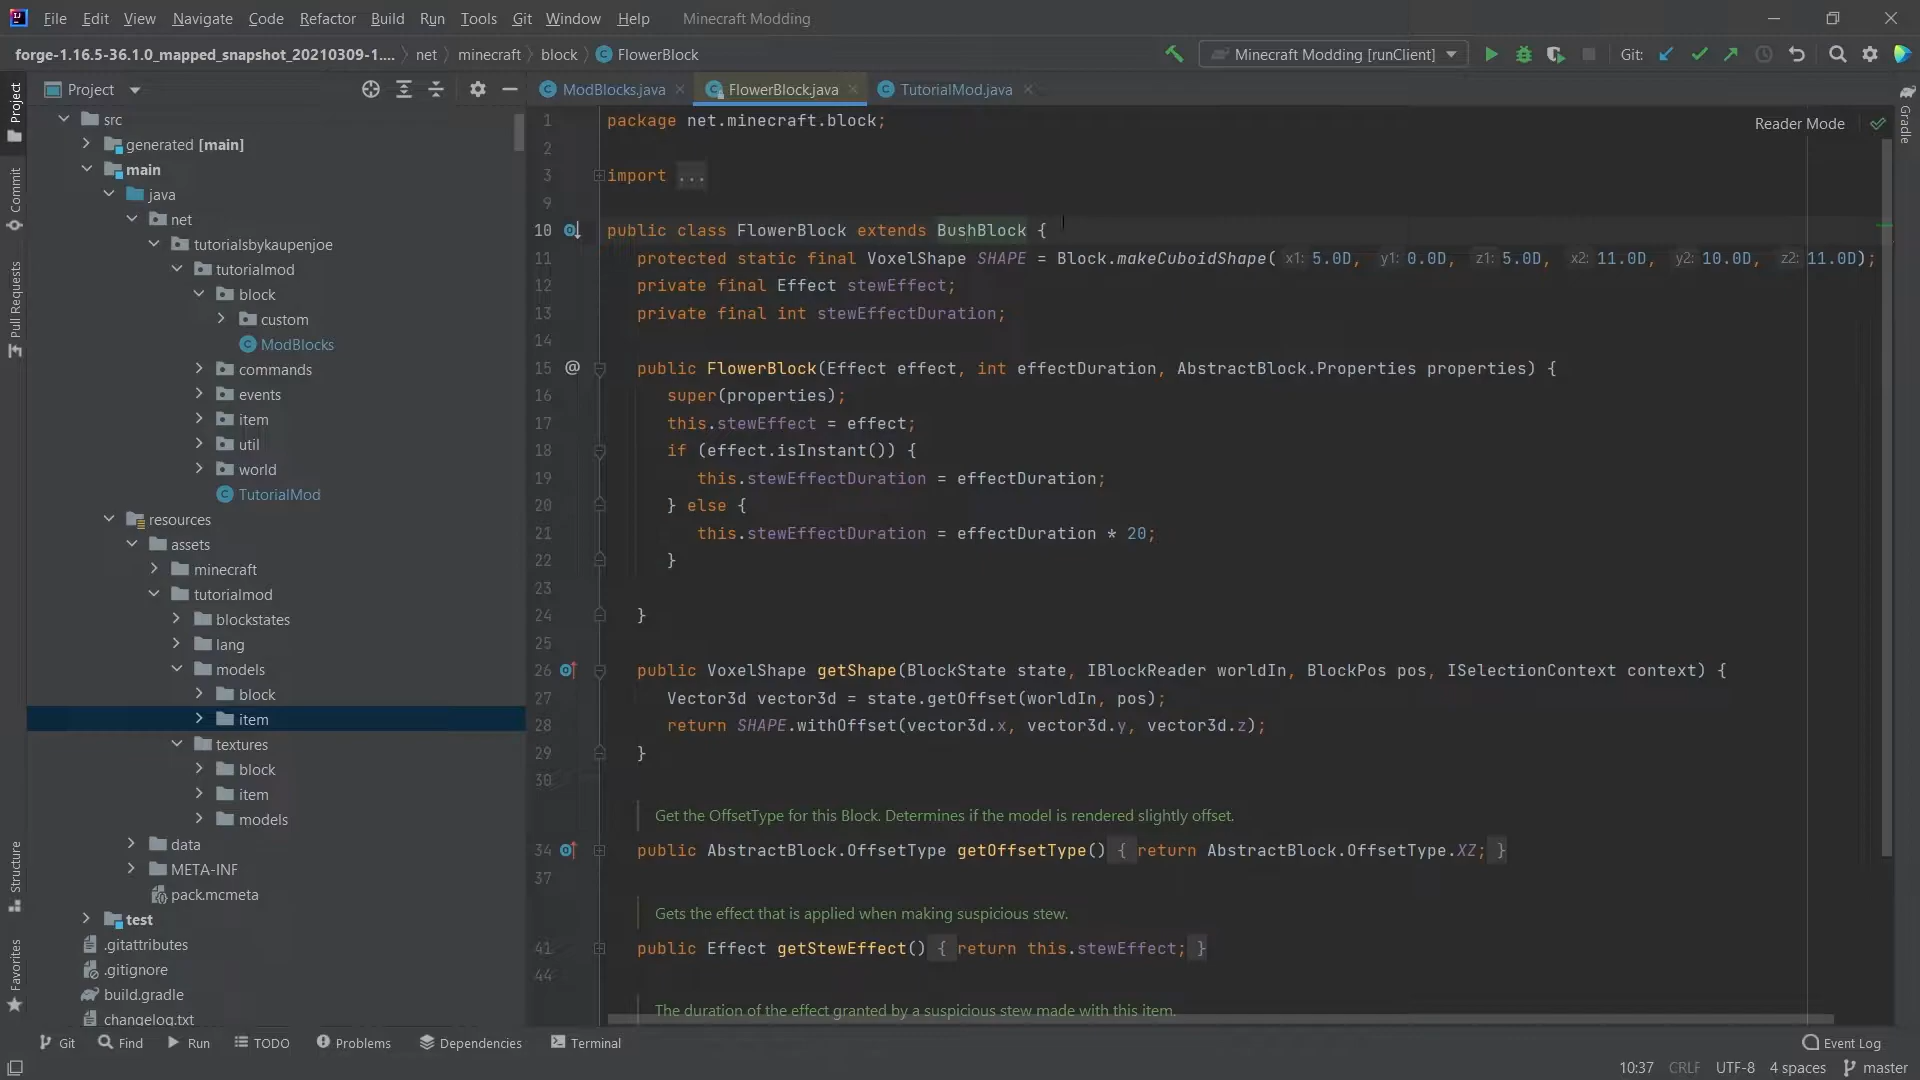 File Edit View Navigate Code Refactor Build Run Tools Git Window Help Minecraft Modding
forge-1.16.5-36.1.0_mapped_snapshot_20210309-1.... net minecraft block FlowerBlock
Minecraft Modding [runClient] Git:
Project
ModBlocks.java FlowerBlock.java TutorialMod.java
Reader Mode
Project
Commit
Pull Requests
Structure
Favorites
Gradle
src
generated [main]
main
java
net
tutorialsbykaupenjoe
tutorialmod
block
custom
ModBlocks
commands
events
item
util
world
TutorialMod
resources
assets
minecraft
tutorialmod
blockstates
lang
models
block
item
textures
block
item
models
data
META-INF
pack.mcmeta
test
.gitattributes
.gitignore
build.gradle
changelog.txt
1 package net.minecraft.block;
2
3 import ...
9
10 public class FlowerBlock extends BushBlock {
11 protected static final VoxelShape SHAPE = Block.makeCuboidShape( x1: 5.0D, y1: 0.0D, z1: 5.0D, x2: 11.0D, y2: 10.0D, z2: 11.0D);
12 private final Effect stewEffect;
13 private final int stewEffectDuration;
14
15 @ public FlowerBlock(Effect effect, int effectDuration, AbstractBlock.Properties properties) {
16 super(properties);
17 this.stewEffect = effect;
18 if (effect.isInstant()) {
19 this.stewEffectDuration = effectDuration;
20 } else {
21 this.stewEffectDuration = effectDuration * 20;
22 }
23
24 }
25
26 public VoxelShape getShape(BlockState state, IBlockReader worldIn, BlockPos pos, ISelectionContext context) {
27 Vector3d vector3d = state.getOffset(worldIn, pos);
28 return SHAPE.withOffset(vector3d.x, vector3d.y, vector3d.z);
29 }
30
Get the OffsetType for this Block. Determines if the model is rendered slightly offset.
34 public AbstractBlock.OffsetType getOffsetType() { return AbstractBlock.OffsetType.XZ; }
37
Gets the effect that is applied when making suspicious stew.
41 public Effect getStewEffect() { return this.stewEffect; }
44
The duration of the effect granted by a suspicious stew made with this item.
Git Find Run TODO Problems Dependencies Terminal Event Log
10:37 CRLF UTF-8 4 spaces master